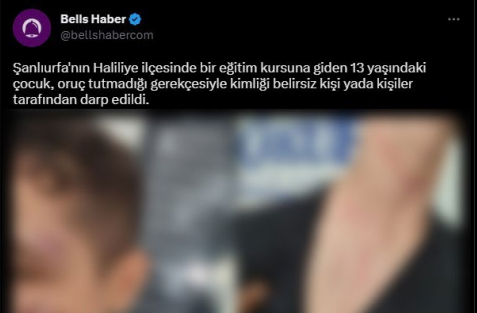 Bells Haber
@bellshabercom
Şanlıurfa'nın Haliliye ilçesinde bir eğitim kursuna giden 13 yaşındaki
çocuk, oruç tutmadığı gerekçesiyle kimliği belirsiz kişi yada kişiler
tarafından darp edildi.